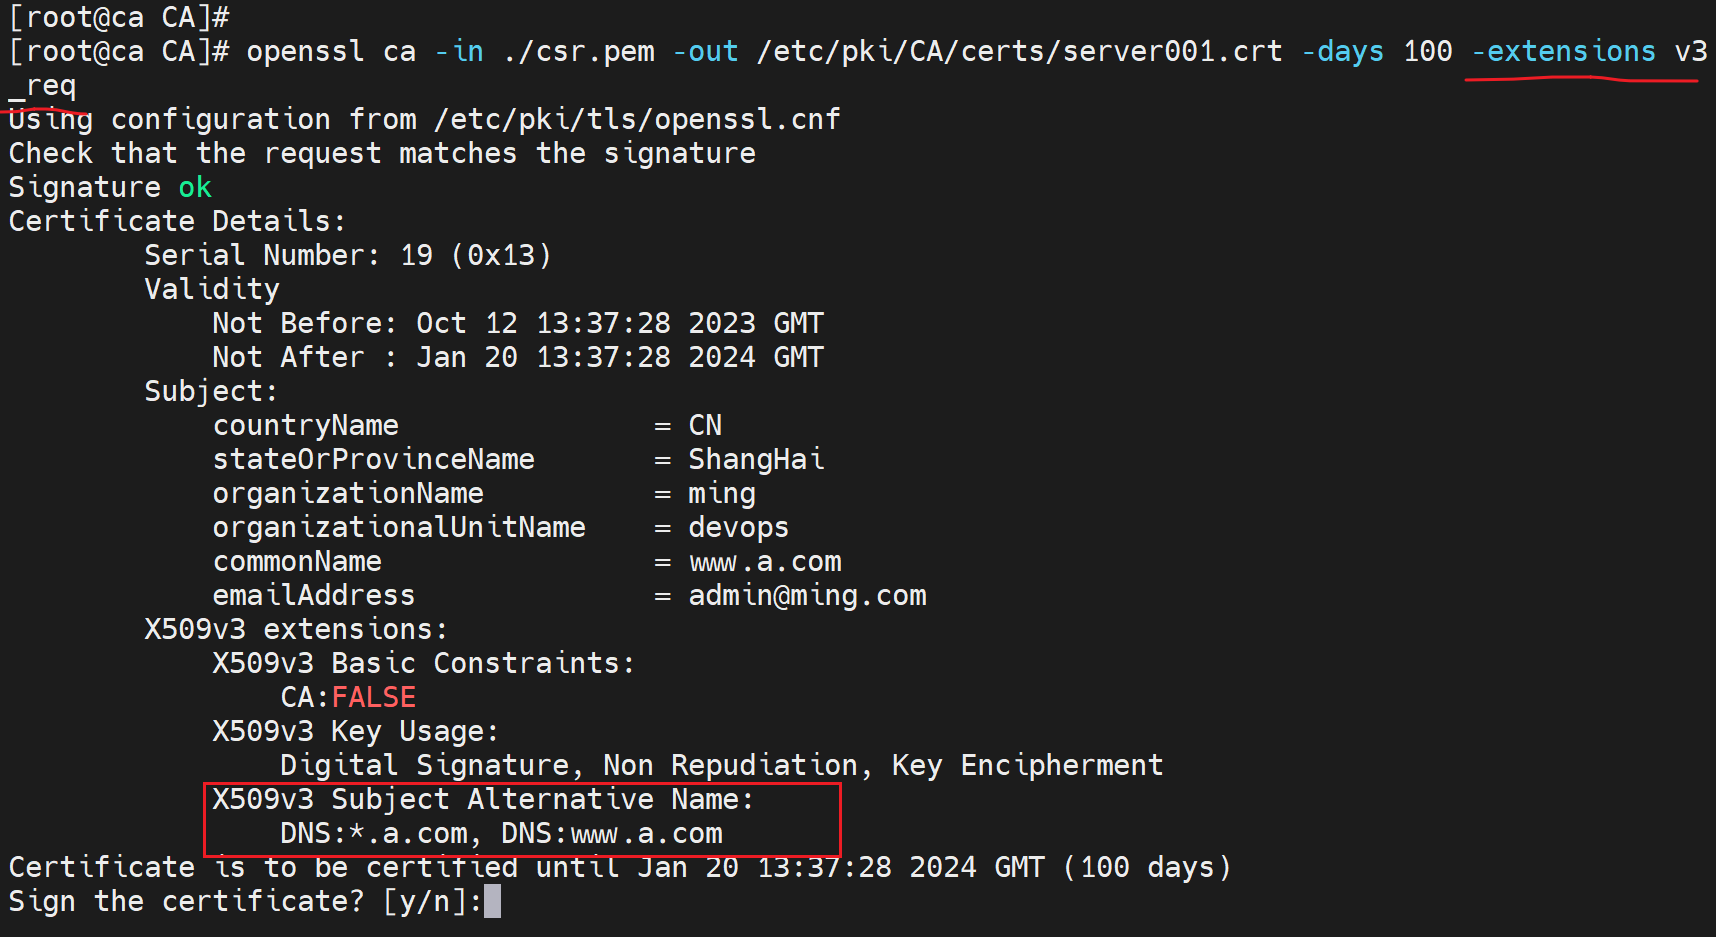 [root@ca CA]#
[root@ca CA]# openssl ca -in ./csr.pem -out /etc/pki/CA/certs/server001.crt -days 100 -extensions v3
_req
Using configuration from /etc/pki/tls/openssl.cnf
Check that the request matches the signature
Signature ok
Certificate Details:
        Serial Number: 19 (0x13)
        Validity
            Not Before: Oct 12 13:37:28 2023 GMT
            Not After : Jan 20 13:37:28 2024 GMT
        Subject:
            countryName               = CN
            stateOrProvinceName       = ShangHai
            organizationName          = ming
            organizationalUnitName    = devops
            commonName                = www.a.com
            emailAddress              = admin@ming.com
        X509v3 extensions:
            X509v3 Basic Constraints:
                CA:FALSE
            X509v3 Key Usage:
                Digital Signature, Non Repudiation, Key Encipherment
            X509v3 Subject Alternative Name:
                DNS:*.a.com, DNS:www.a.com
Certificate is to be certified until Jan 20 13:37:28 2024 GMT (100 days)
Sign the certificate? [y/n]: